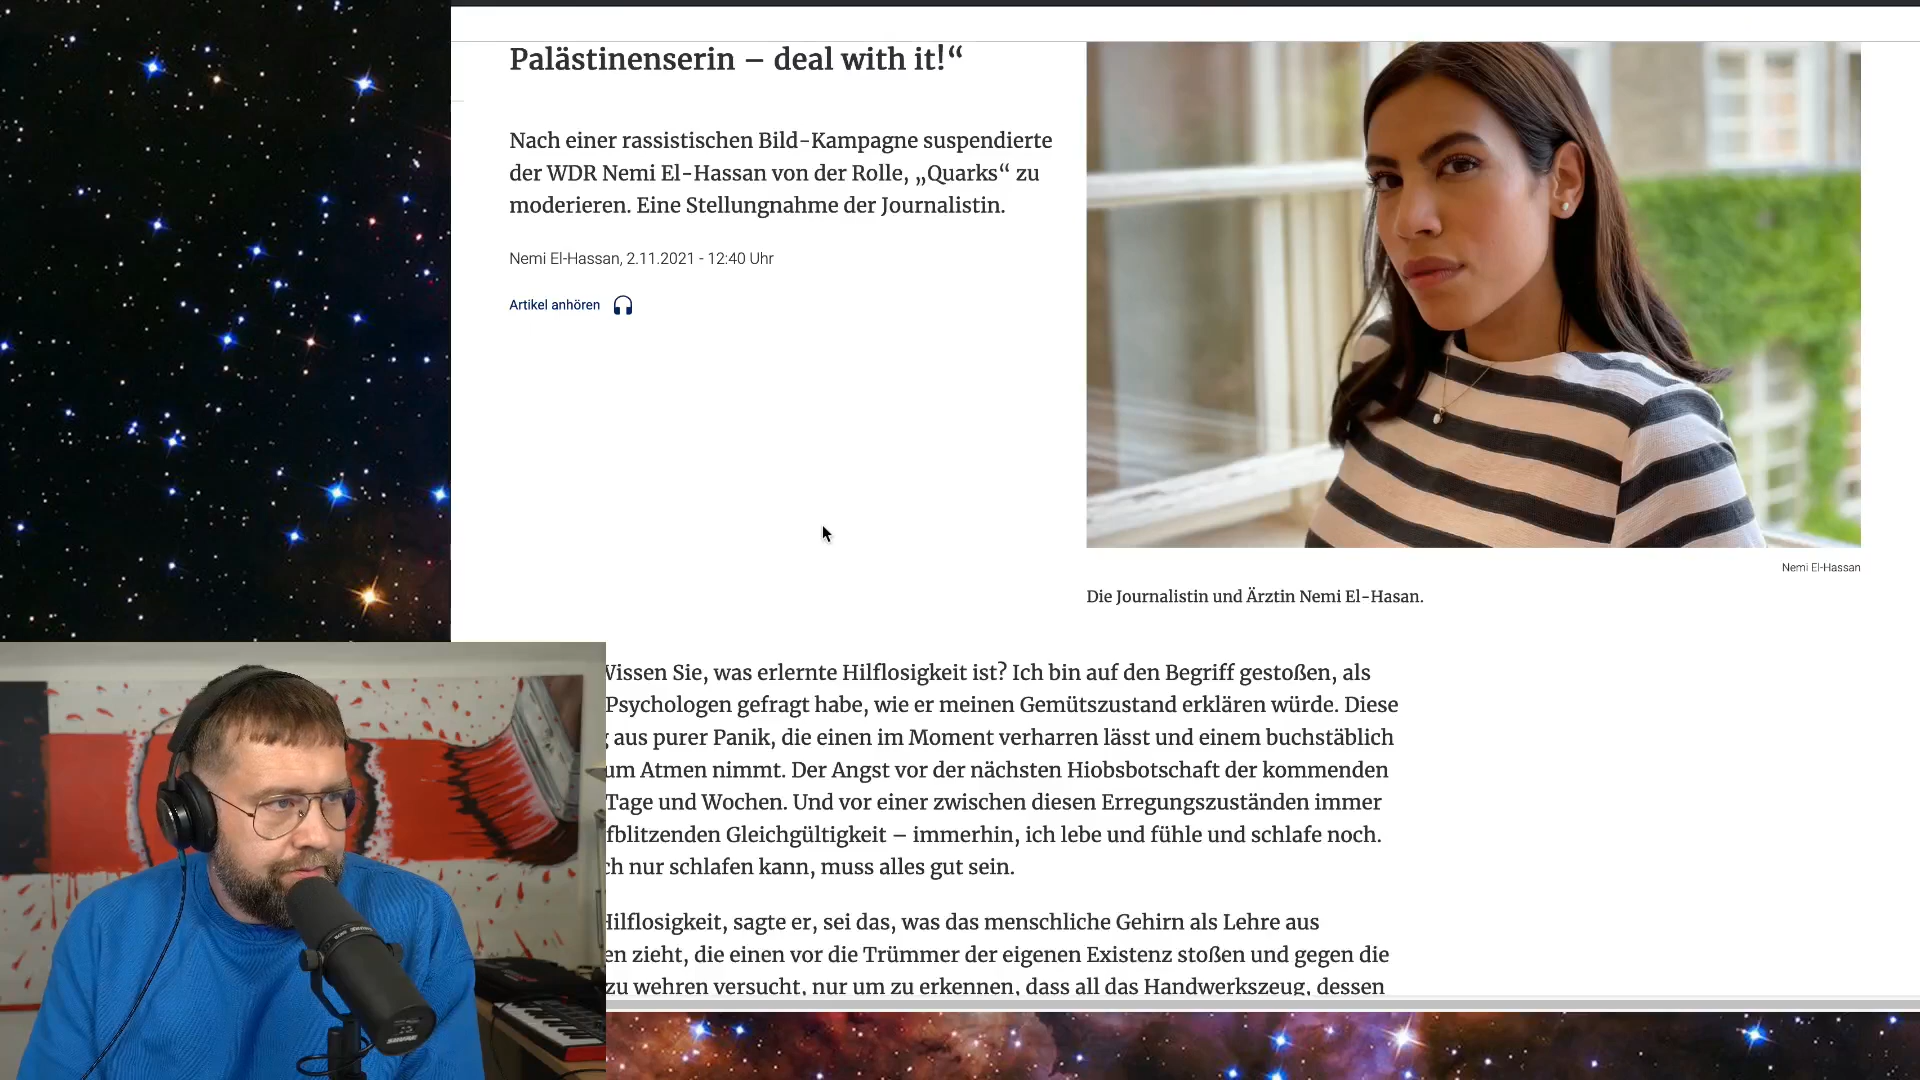 Palästinenserin – deal with it!“
Nach einer rassistischen Bild-Kampagne suspendierte
der WDR Nemi El-Hassan von der Rolle, „Quarks“ zu
moderieren. Eine Stellungnahme der Journalistin.
Nemi El-Hassan, 2.11.2021 - 12:40 Uhr
Artikel anhören
Nemi El-Hassan
Die Journalistin und Ärztin Nemi El-Hasan.
Wissen Sie, was erlernte Hilflosigkeit ist? Ich bin auf den Begriff gestoßen, als
Psychologen gefragt habe, wie er meinen Gemütszustand erklären würde. Diese
aus purer Panik, die einen im Moment verharren lässt und einem buchstäblich
um Atmen nimmt. Der Angst vor der nächsten Hiobsbotschaft der kommenden
Tage und Wochen. Und vor einer zwischen diesen Erregungszuständen immer
fblitzenden Gleichgültigkeit – immerhin, ich lebe und fühle und schlafe noch.
ch nur schlafen kann, muss alles gut sein.
Hilflosigkeit, sagte er, sei das, was das menschliche Gehirn als Lehre aus
en zieht, die einen vor die Trümmer der eigenen Existenz stoßen und gegen die
zu wehren versucht, nur um zu erkennen, dass all das Handwerkszeug, dessen
SHURE